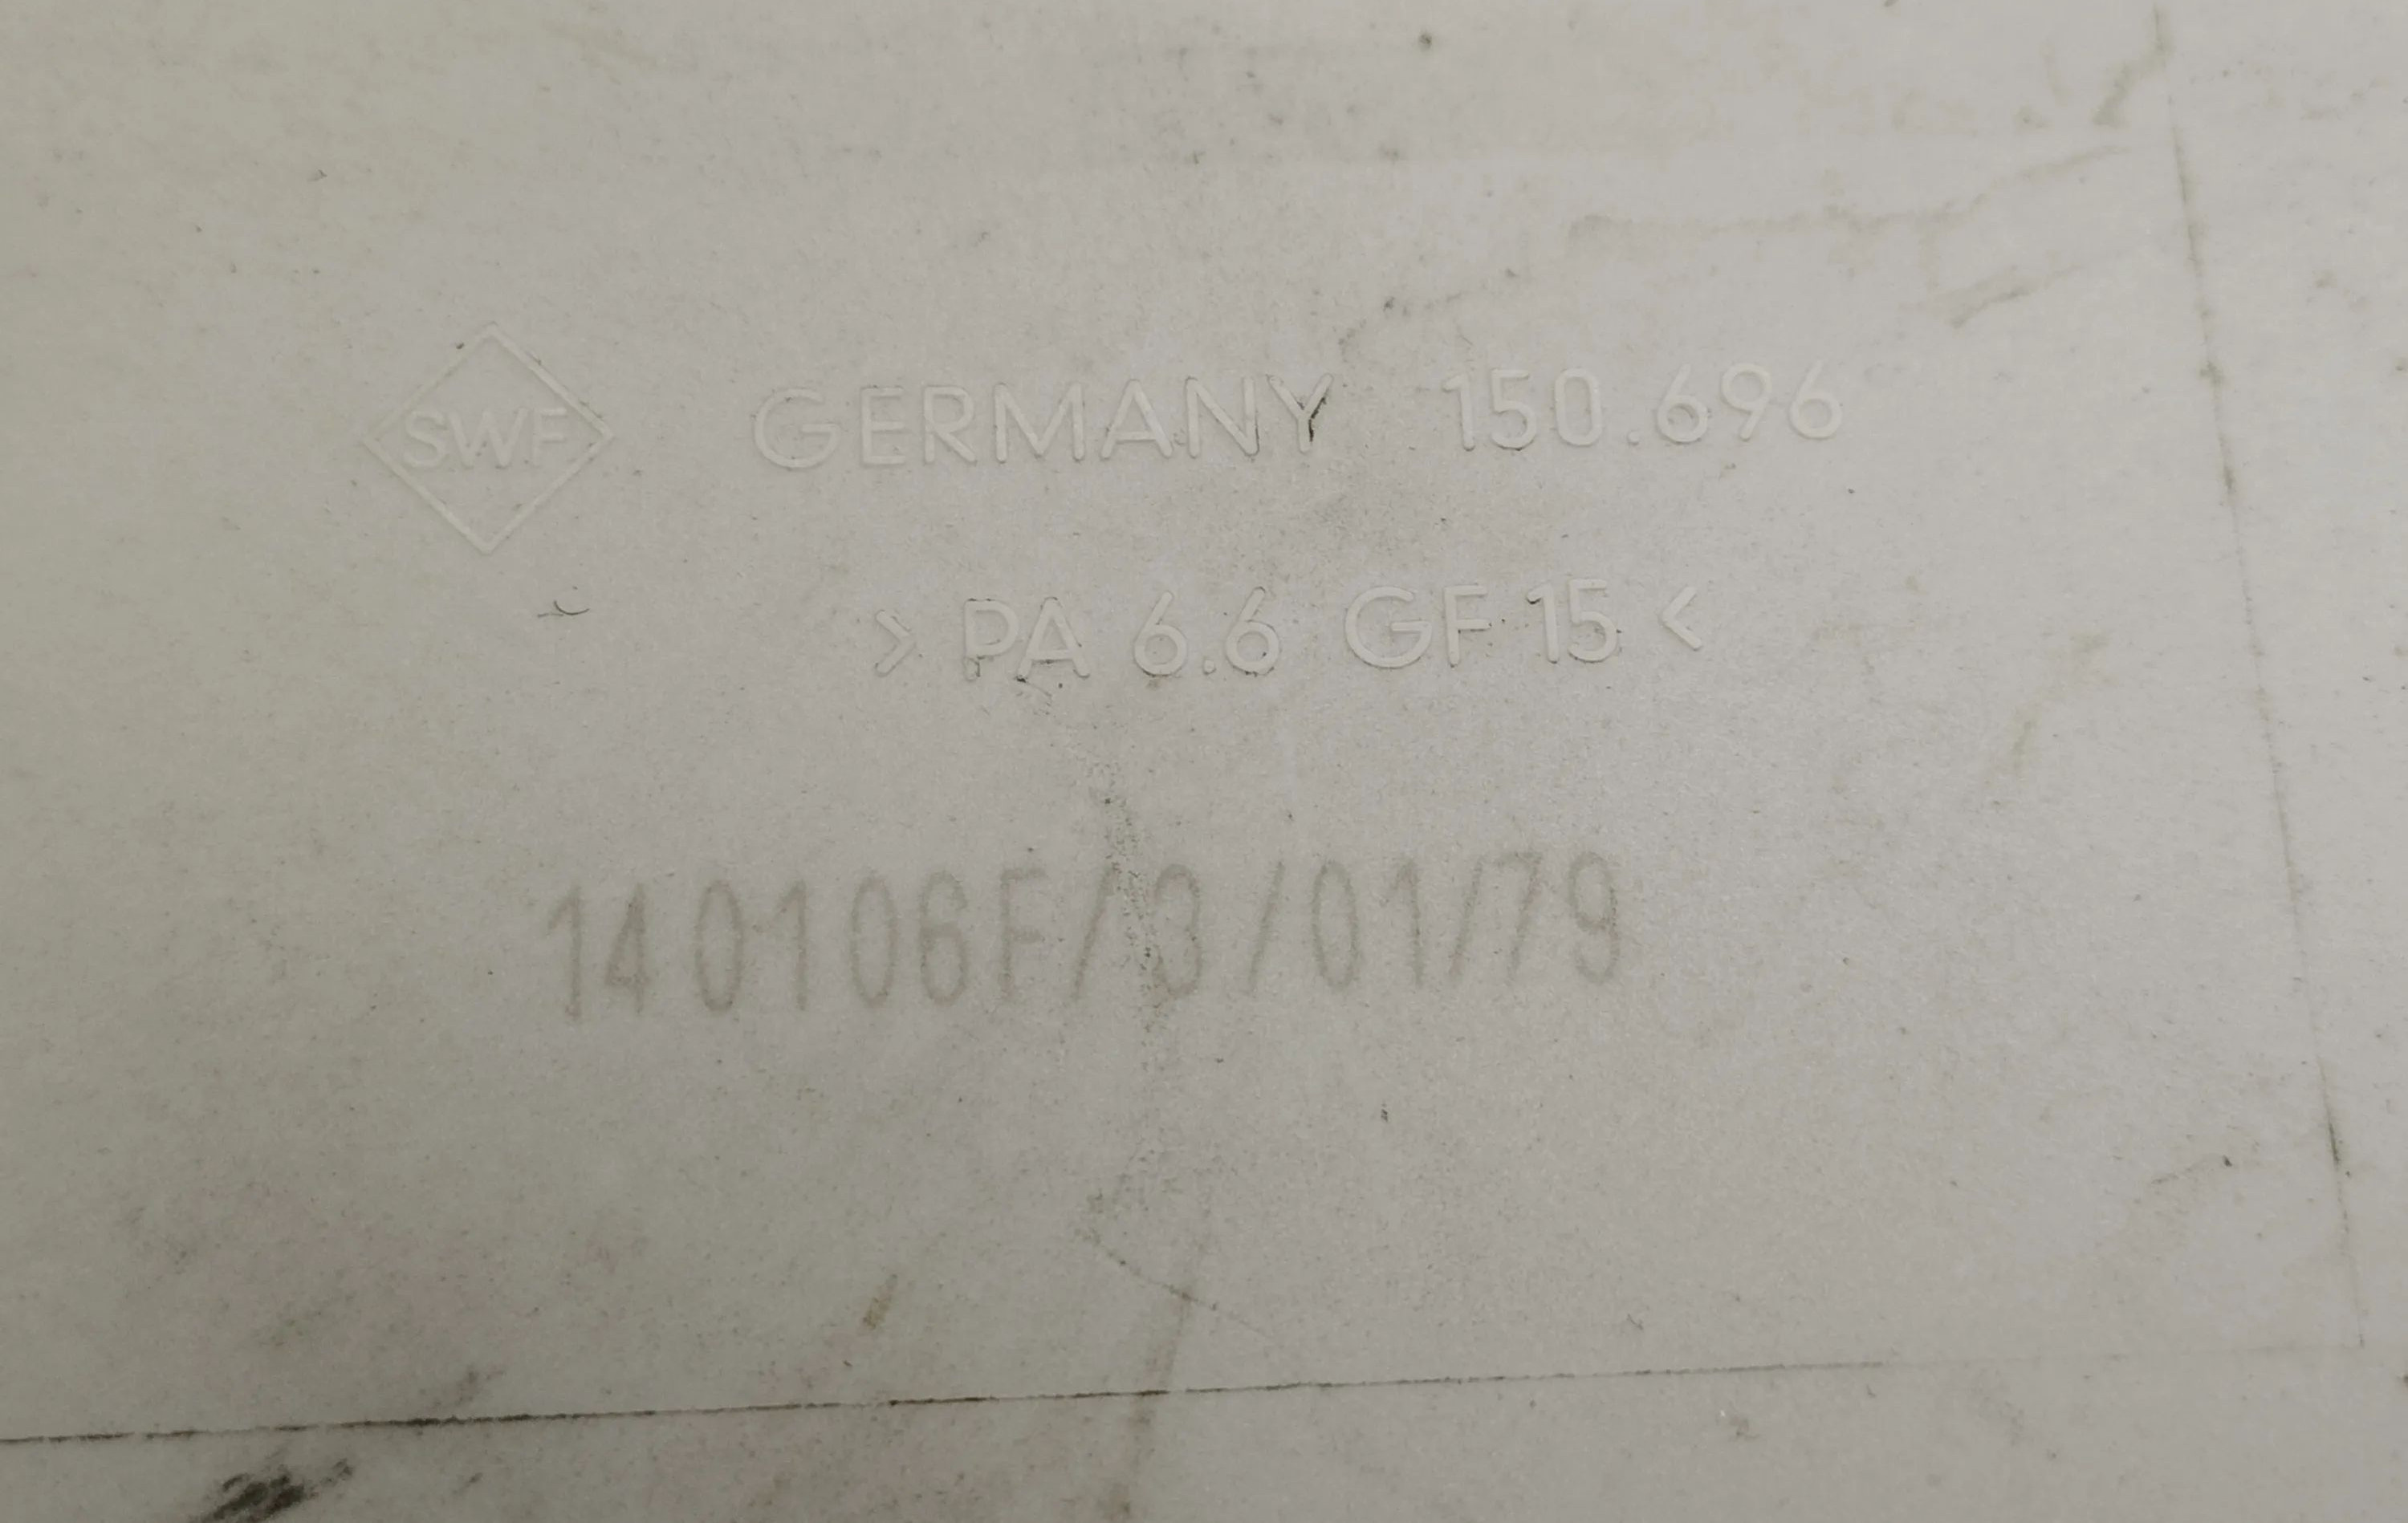 SWF GERMANY 150.696
>PA 6.6 GF 15<
140106F/3/01/79